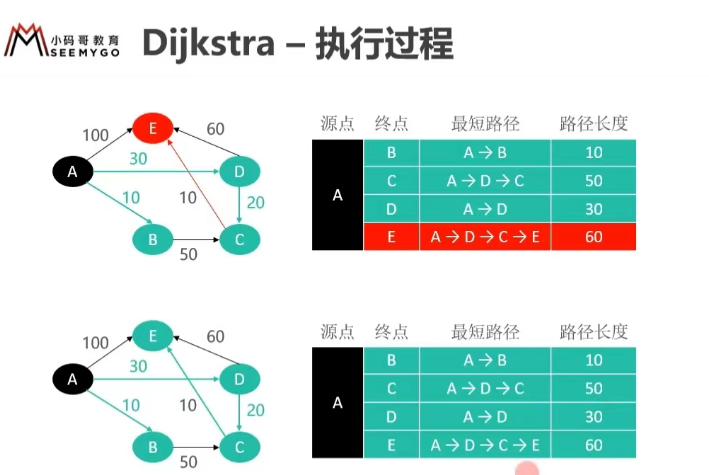 小码哥教育
SEEMYGO
Dijkstra – 执行过程
100
E
60
A
30
D
10
10
20
B
C
50
源点 终点 最短路径 路径长度
A
B A→B 10
C A→D→C 50
D A→D 30
E A→D→C→E 60
E
100
60
A
30
D
10
10
20
B
C
50
源点 终点 最短路径 路径长度
A
B A→B 10
C A→D→C 50
D A→D 30
E A→D→C→E 60